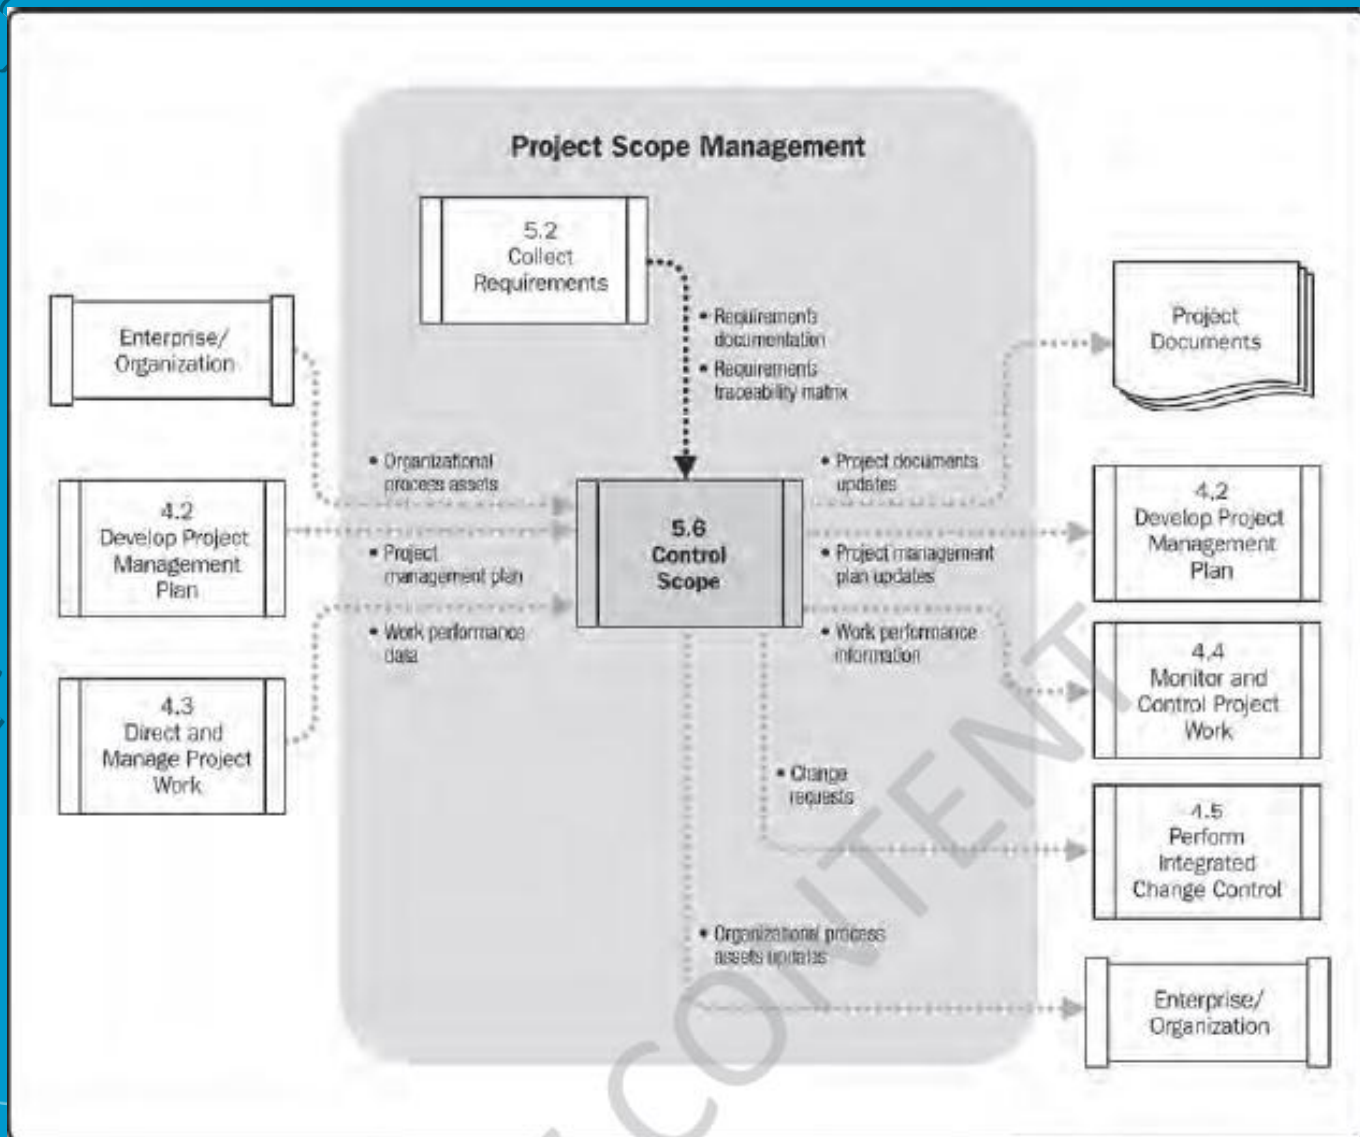 Project Scope Management
5.2
Collect
Requirements
• Requirements
documentation
• Requirements
traceability matrix
Enterprise/
Organization
Project
Documents
• Organizational
process assets
• Project documents
updates
4.2
Develop Project
Management
Plan
5.6
Control
Scope
4.2
Develop Project
Management
Plan
• Project
management plan
• Project management
plan updates
• Work performance
data
• Work performance
information
4.3
Direct and
Manage Project
Work
4.4
Monitor and
Control Project
Work
• Change
requests
4.5
Perform
Integrated
Change Control
• Organizational process
assets updates
Enterprise/
Organization
CONTENT